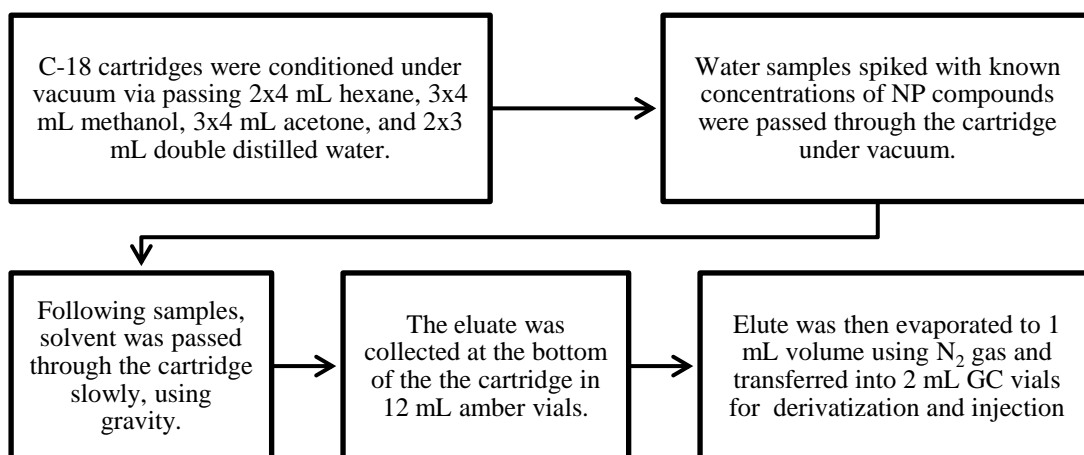 C-18 cartridges were conditioned under
vacuum via passing 2x4 mL hexane, 3x4
mL methanol, 3x4 mL acetone, and 2x3
mL double distilled water.
Water samples spiked with known
concentrations of NP compounds
were passed through the cartridge
under vacuum.
Following samples,
solvent was passed
through the cartridge
slowly, using
gravity.
The eluate was
collected at the bottom
of the the cartridge in
12 mL amber vials.
Elute was then evaporated to 1
mL volume using N₂ gas and
transferred into 2 mL GC vials
for derivatization and injection